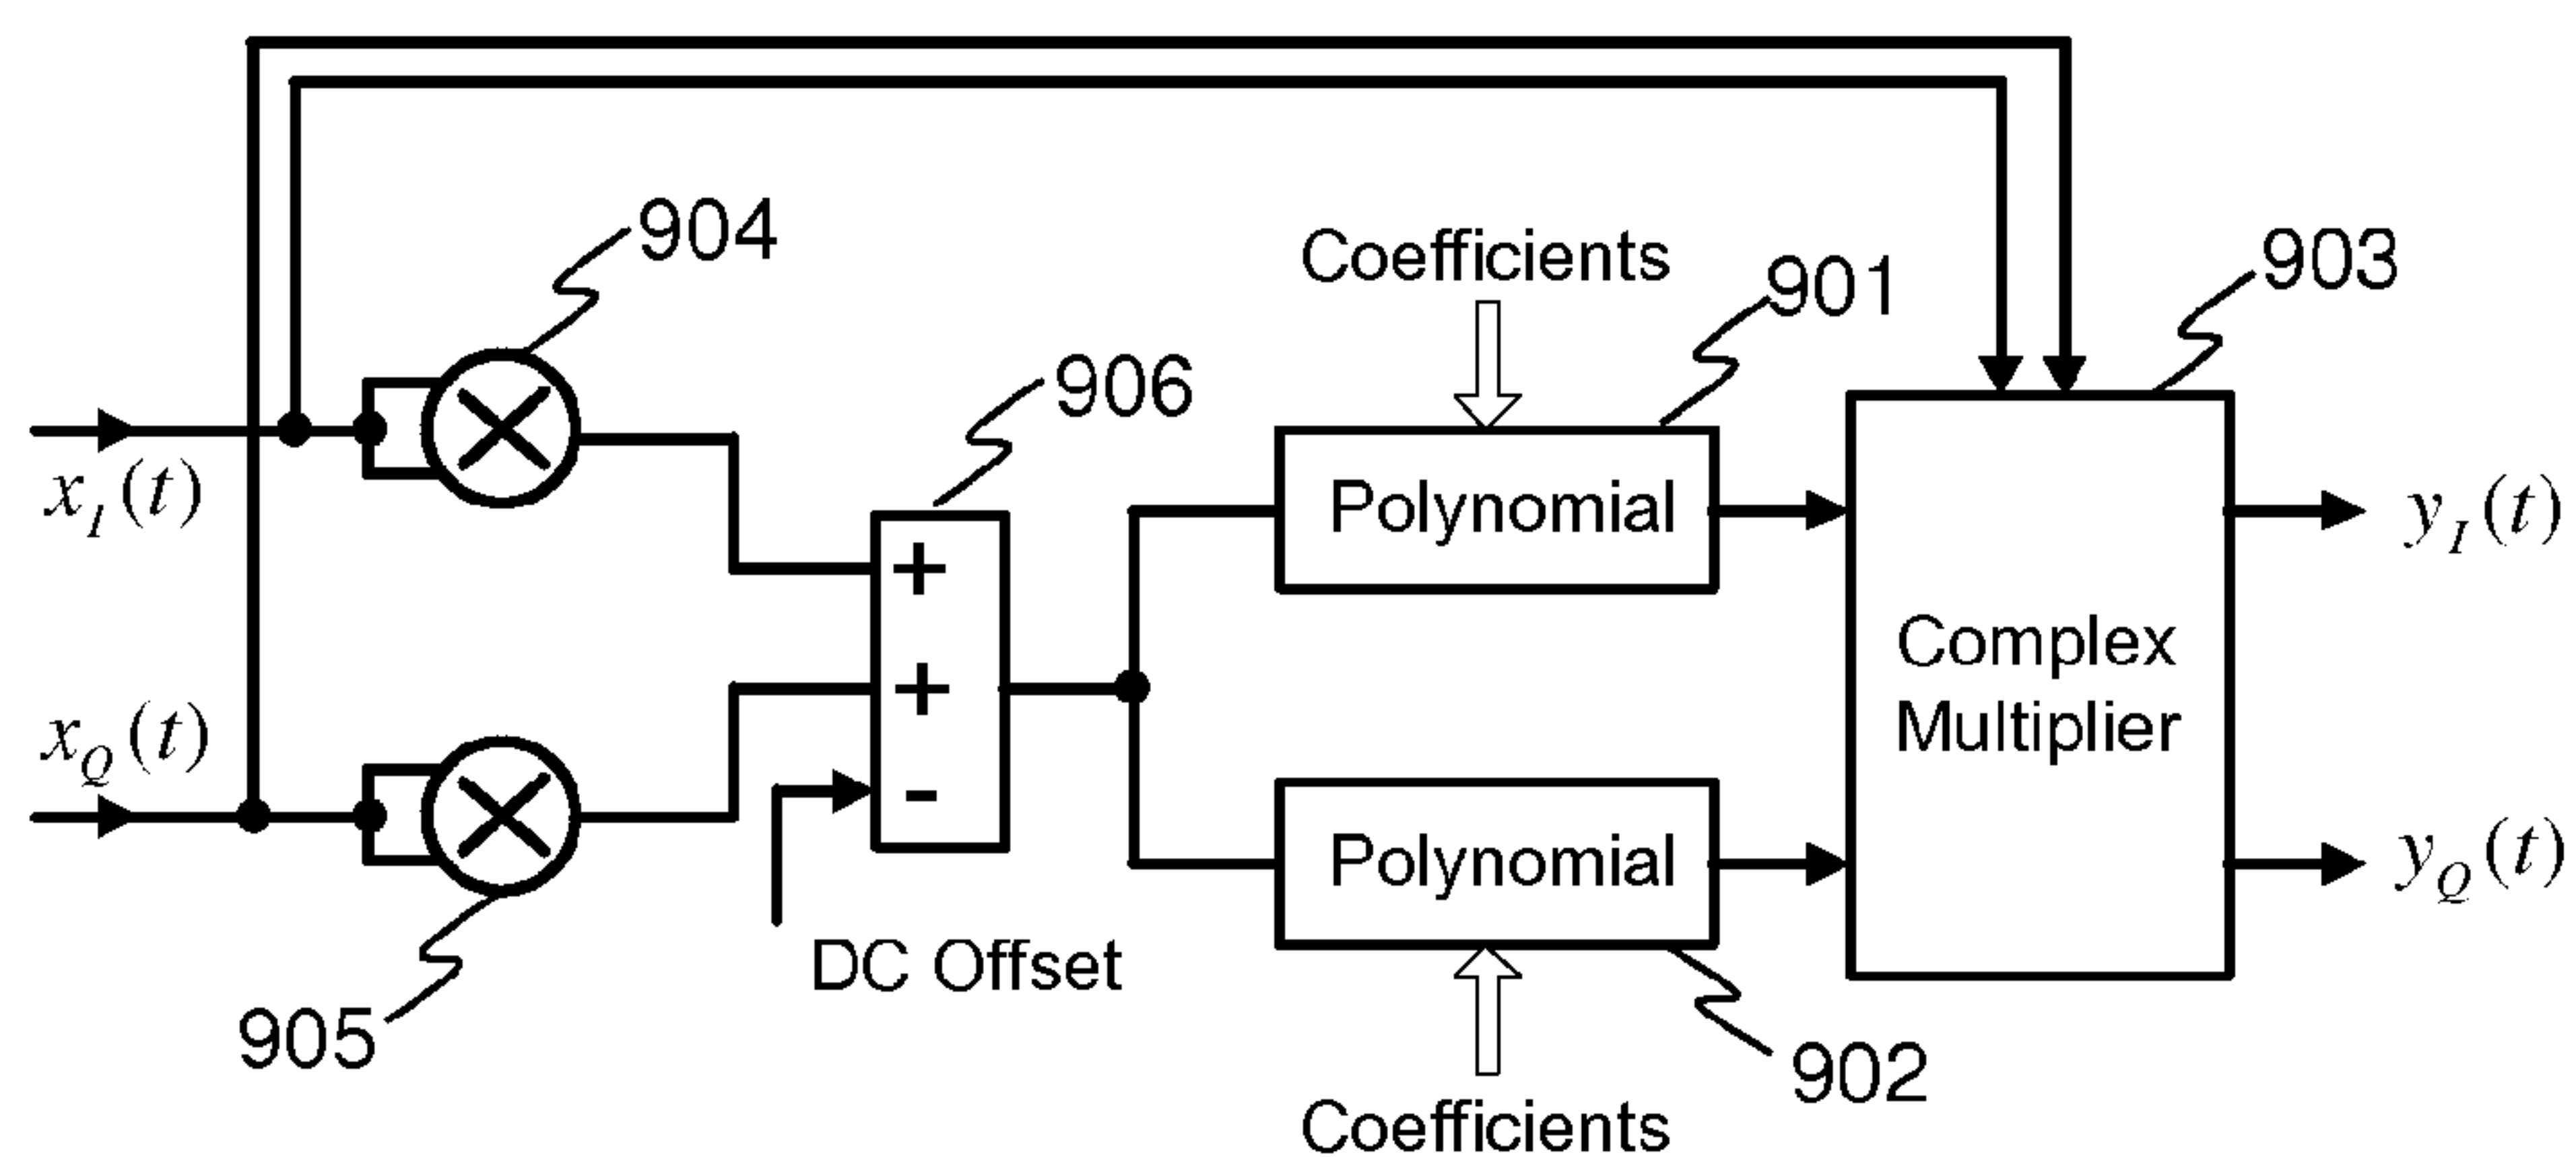 904
Coefficients
901
903
906
x_I(t)
Polynomial
y_I(t)
+
Complex
Multiplier
+
x_Q(t)
-
Polynomial
y_Q(t)
DC Offset
905
902
Coefficients